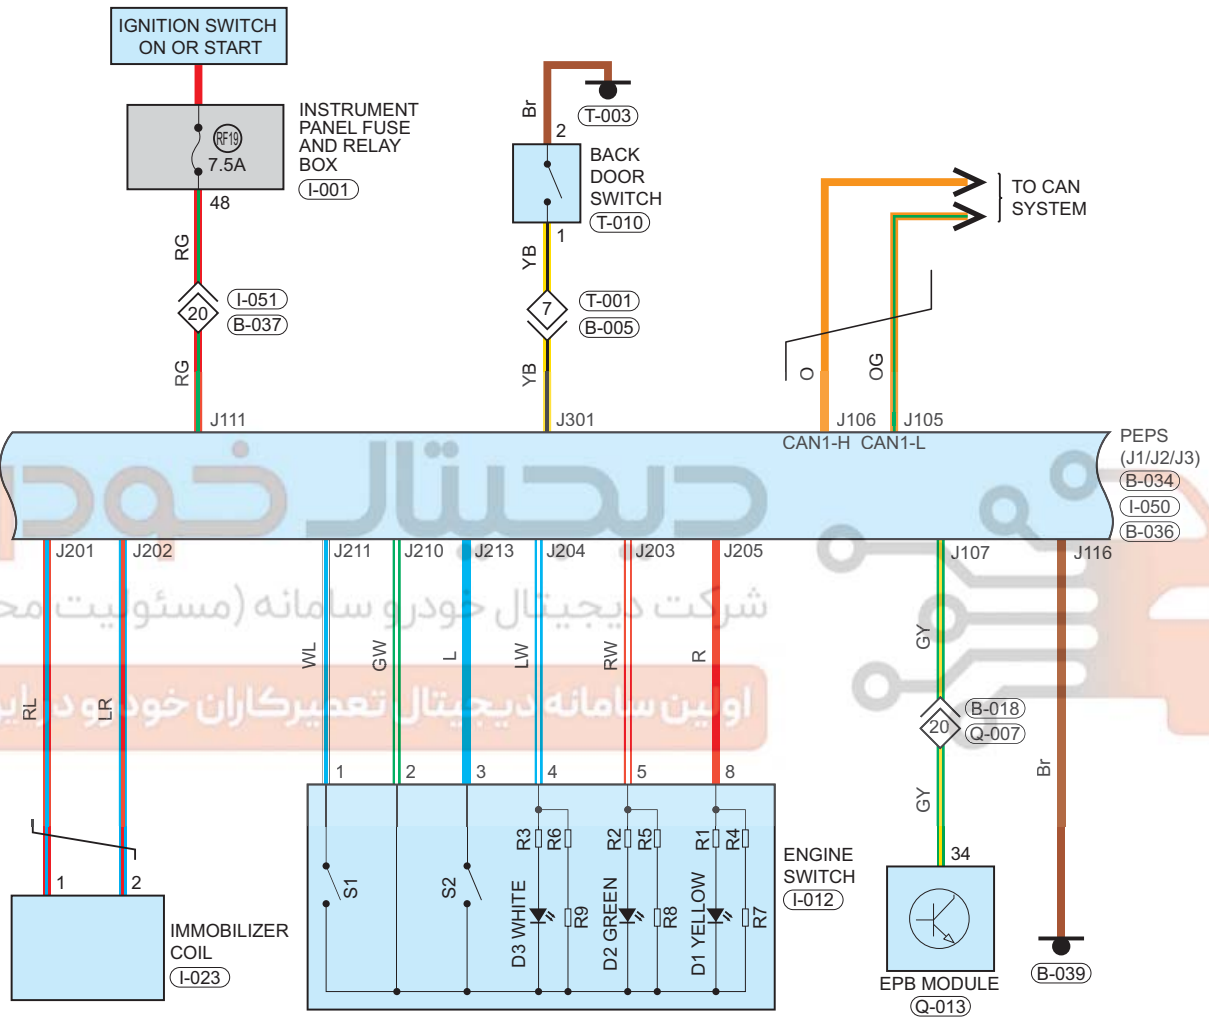 IGNITION SWITCH
ON OR START
RF19
7.5A
INSTRUMENT
PANEL FUSE
AND RELAY
BOX
I-001
48
RG
20
I-051
B-037
RG
J111
Br
T-003
2
BACK
DOOR
SWITCH
T-010
1
YB
7
T-001
B-005
YB
J301
TO CAN
SYSTEM
O
OG
J106
J105
CAN1-H
CAN1-L
PEPS
(J1/J2/J3)
B-034
I-050
B-036
دیجیتال خودرو
J201
J202
J211
J210
J213
J204
J203
J205
J107
J116
شرکت دیجیتال خودرو سامانه (مسئولیت
RL
LR
WL
GW
L
LW
RW
R
GY
Br
اولین سامانه دیجیتال تعمیرکاران خودرو در
20
B-018
Q-007
GY
1
2
3
4
5
8
34
S1
S2
R3
R6
R2
R5
R1
R4
D3 WHITE
R9
D2 GREEN
R8
D1 YELLOW
R7
ENGINE
SWITCH
I-012
1
2
IMMOBILIZER
COIL
I-023
EPB MODULE
Q-013
B-039